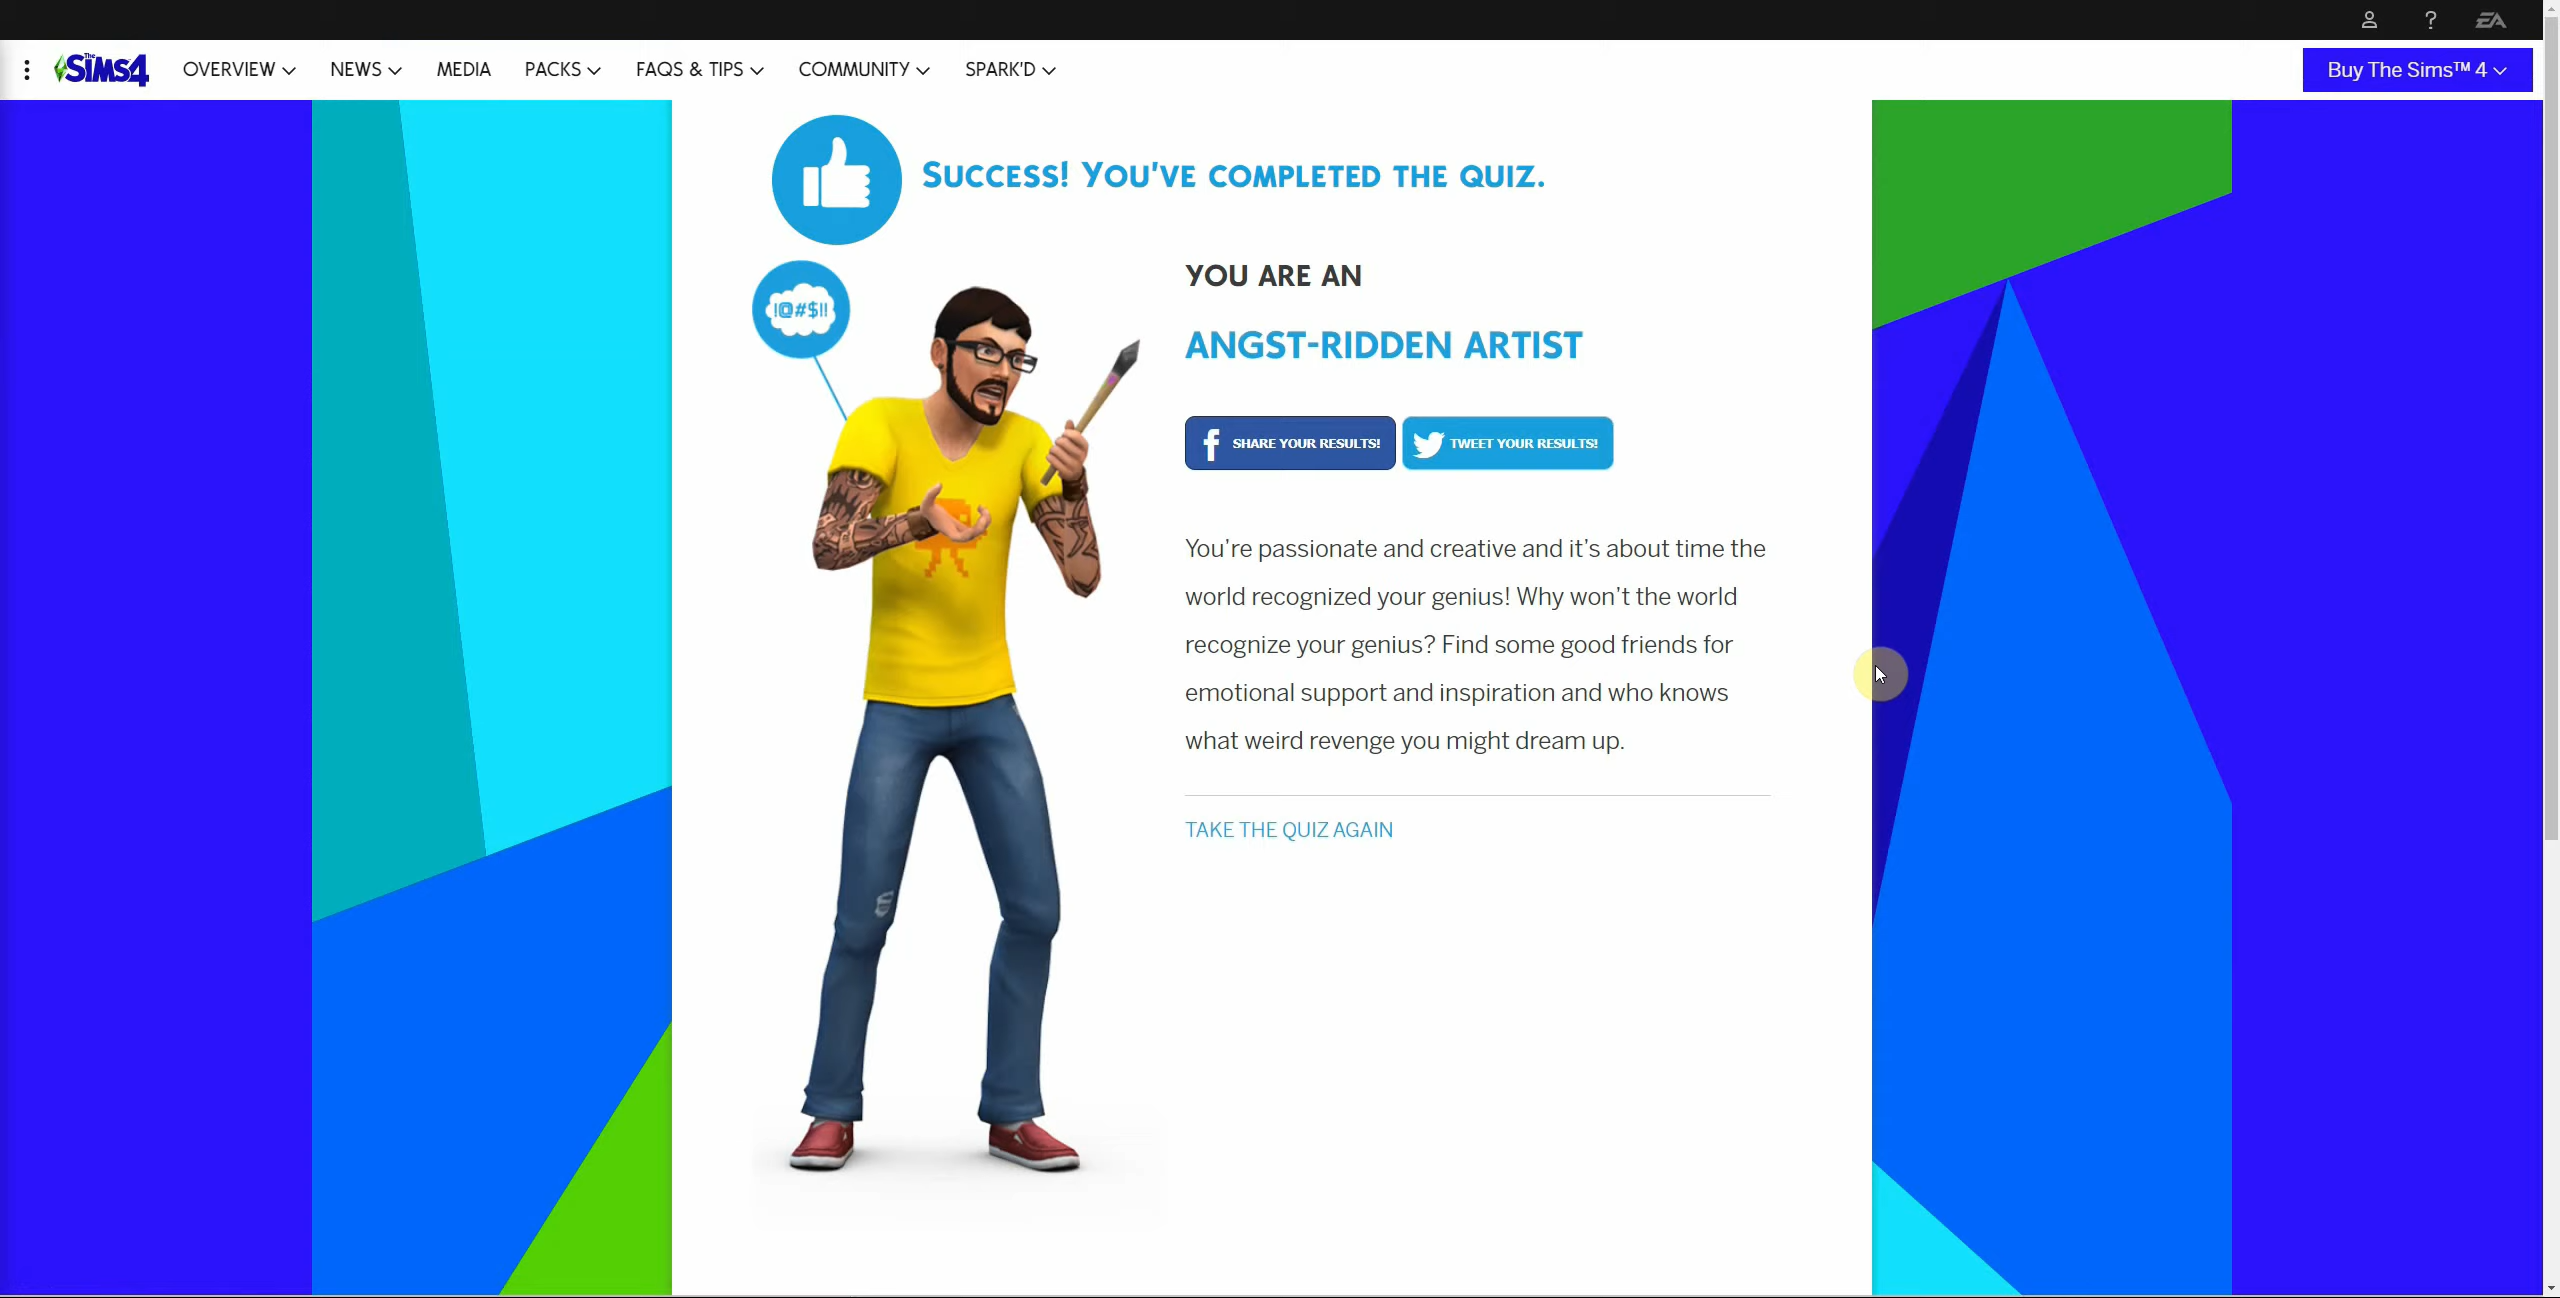 The Sims 4
OVERVIEW
NEWS
MEDIA
PACKS
FAQS & TIPS
COMMUNITY
SPARK'D
? EA
Buy The Sims™ 4
SUCCESS! YOU'VE COMPLETED THE QUIZ.
!@#$!!
YOU ARE AN
ANGST-RIDDEN ARTIST
f SHARE YOUR RESULTS!
TWEET YOUR RESULTS!
You're passionate and creative and it's about time the
world recognized your genius! Why won't the world
recognize your genius? Find some good friends for
emotional support and inspiration and who knows
what weird revenge you might dream up.
TAKE THE QUIZ AGAIN